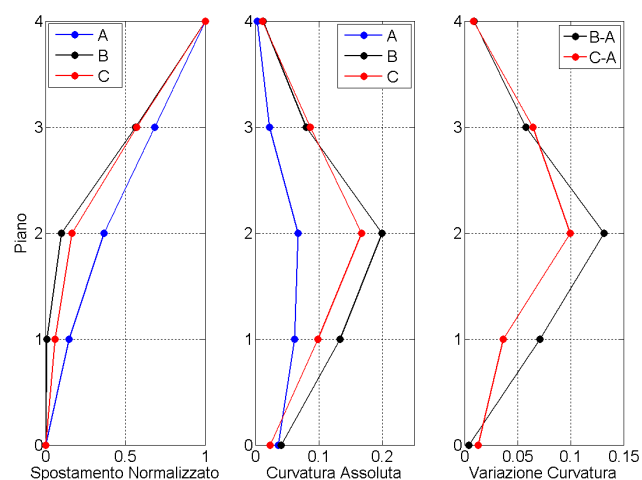 4
3
2
1
0
Piano
A
B
C
0
0.5
1
Spostamento Normalizzato
4
3
2
1
0
A
B
C
0
0.1
0.2
Curvatura Assoluta
4
3
2
1
0
B-A
C-A
0
0.05
0.1
0.15
Variazione Curvatura